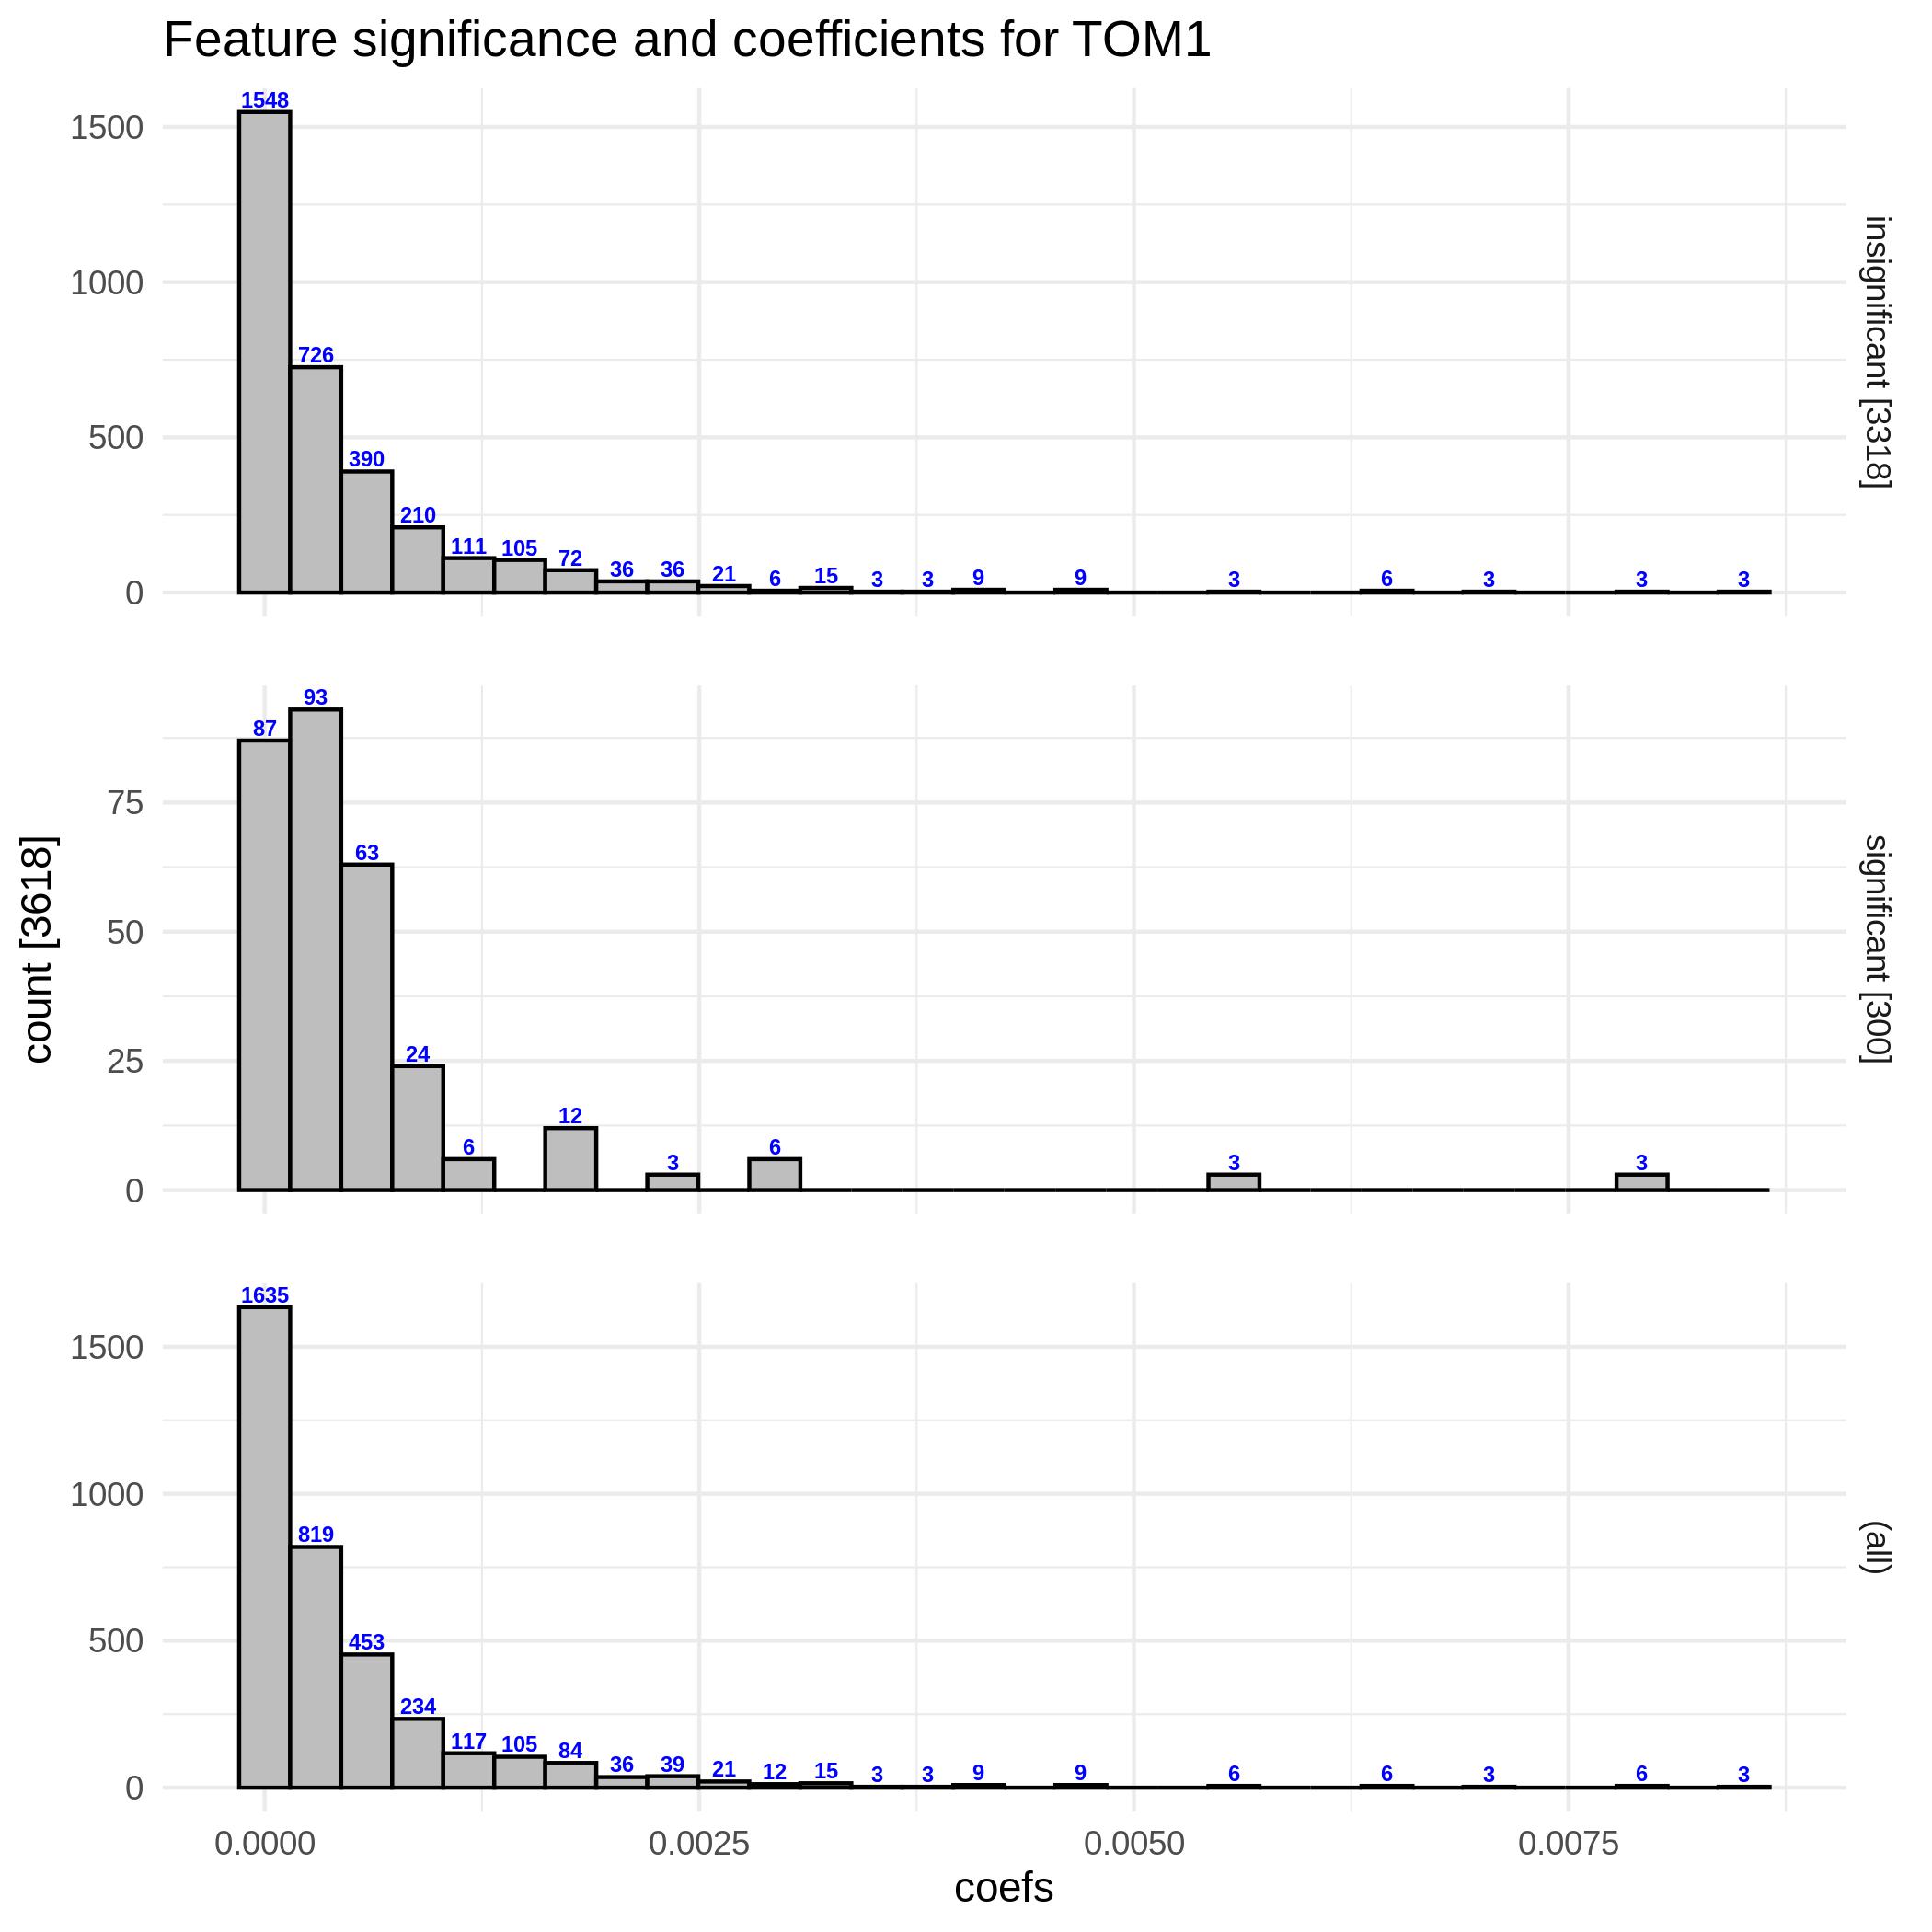 Feature significance and coefficients for TOM1
1548
1500
726
1000
390
500
210
111 105 72 36 36 21 6 15 3 3 9 9 3 6 3 3 3
0
insignificant [3318]
93
87
75
63
50
24
25
12
6 3 6 3 3
0
significant [300]
count [3618]
1635
1500
1000
819
453
500
234
117 105 84 36 39 21 12 15 3 3 9 9 6 6 3 6 3
0
(all)
0.0000 0.0025 0.0050 0.0075
coefs